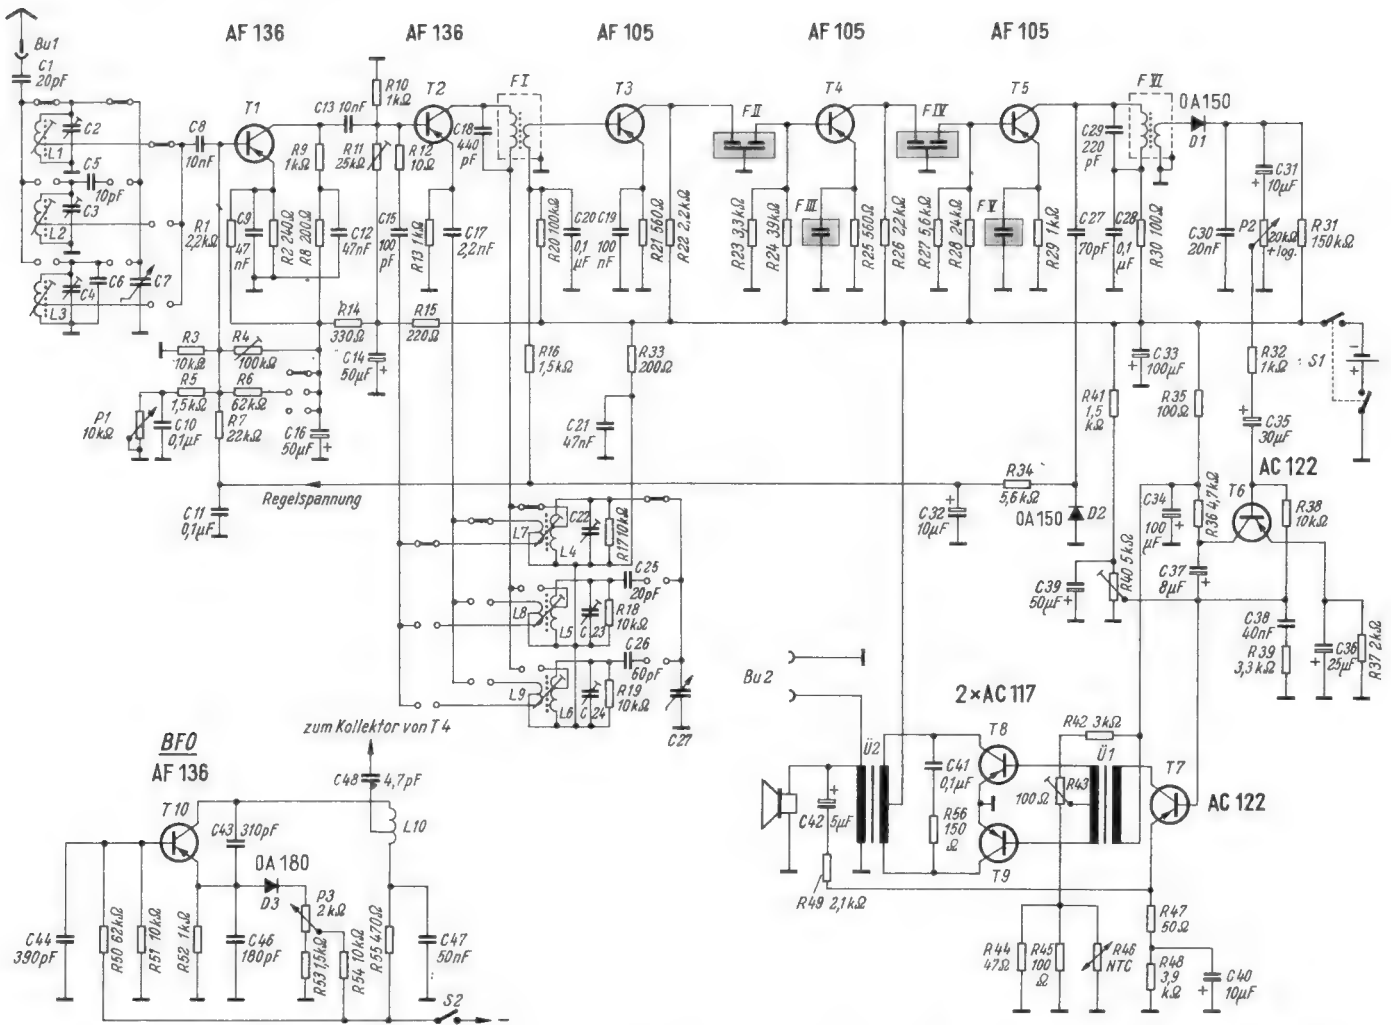 AF 136
AF 136
AF 105
AF 105
AF 105
Bu1
C1
20pF
T1
C13 10nF
R10
1kΩ
T2
F I
T3
F II
T4
F IV
T5
F VI
0A150
D1
C2
L1
C8
10nF
R9
1kΩ
R11
25kΩ
R12
10Ω
C18
440
pF
C29
220
pF
C31
10µF
C5
10pF
C3
L2
R1
2,2kΩ
C9
47
nF
R2 240Ω
R8 200Ω
C12
47nF
C15
100
pF
R13 1kΩ
C17
2,2nF
R20 100kΩ
C20
0,1
µF
C19
100
nF
R21 560Ω
R22 2,2kΩ
R23 3,3kΩ
R24 39kΩ
F III
R25 560Ω
R26 2,2kΩ
R27 5,6kΩ
R28 24kΩ
F V
R29 1kΩ
C27
70pF
C28
0,1
µF
R30 100Ω
C30
20nF
P2
20kΩ
+log.
R31
150kΩ
C4
L3
C6
C7
R3
10kΩ
R4
100kΩ
R14
330Ω
R15
220Ω
C14
50µF
R16
1,5kΩ
R33
200Ω
C33
100µF
R32
1kΩ
S1
R5
1,5kΩ
R6
62kΩ
P1
10kΩ
C10
0,1µF
R7
22kΩ
C16
50µF
C21
47nF
R41
1,5
kΩ
R35
100Ω
C35
30µF
AC 122
Regelspannung
R34
5,6kΩ
T6
C11
0,1µF
C32
10µF
0A150
D2
C34
100
µF
R36 4,7kΩ
R38
10kΩ
L7
C22
L4
R17 10kΩ
C25
20pF
L8
L5
C23
R18
10kΩ
C26
60pF
L9
L6
C24
R19
10kΩ
C27
C39
50µF
R40 5kΩ
C37
8µF
C38
40nF
R39
3,3kΩ
C36
25µF
R37 2kΩ
Bu 2
2×AC117
R42 3kΩ
BFO
AF 136
zum Kollektor von T4
C48
4,7pF
Ü2
T8
Ü1
T7
C41
0,1µF
R43
100Ω
AC 122
C42
5µF
R56
150
Ω
T9
T10
C43
310pF
L10
0A180
D3
P3
2kΩ
R49 2,1kΩ
C44
390pF
R50 62kΩ
R51 10kΩ
R52 1kΩ
C46
180pF
R53 1,5kΩ
R54 10kΩ
R55 470Ω
C47
50nF
S2
R44
47Ω
R45
100
Ω
R46
NTC
R47
50Ω
R48
3,9
kΩ
C40
10µF